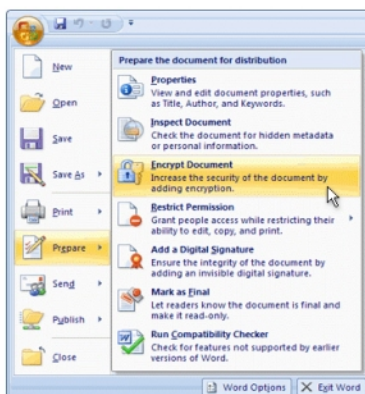 Prepare the document for distribution
New
Open
Save
Save As
Print
Prepare
Send
Publish
Close
Properties
View and edit document properties, such
as Title, Author, and Keywords.
Inspect Document
Check the document for hidden metadata
or personal information.
Encrypt Document
Increase the security of the document by
adding encryption.
Restrict Permission
Grant people access while restricting their
ability to edit, copy, and print.
Add a Digital Signature
Ensure the integrity of the document by
adding an invisible digital signature.
Mark as Final
Let readers know the document is final and
make it read-only.
Run Compatibility Checker
Check for features not supported by earlier
versions of Word.
Word Options
Exit Word